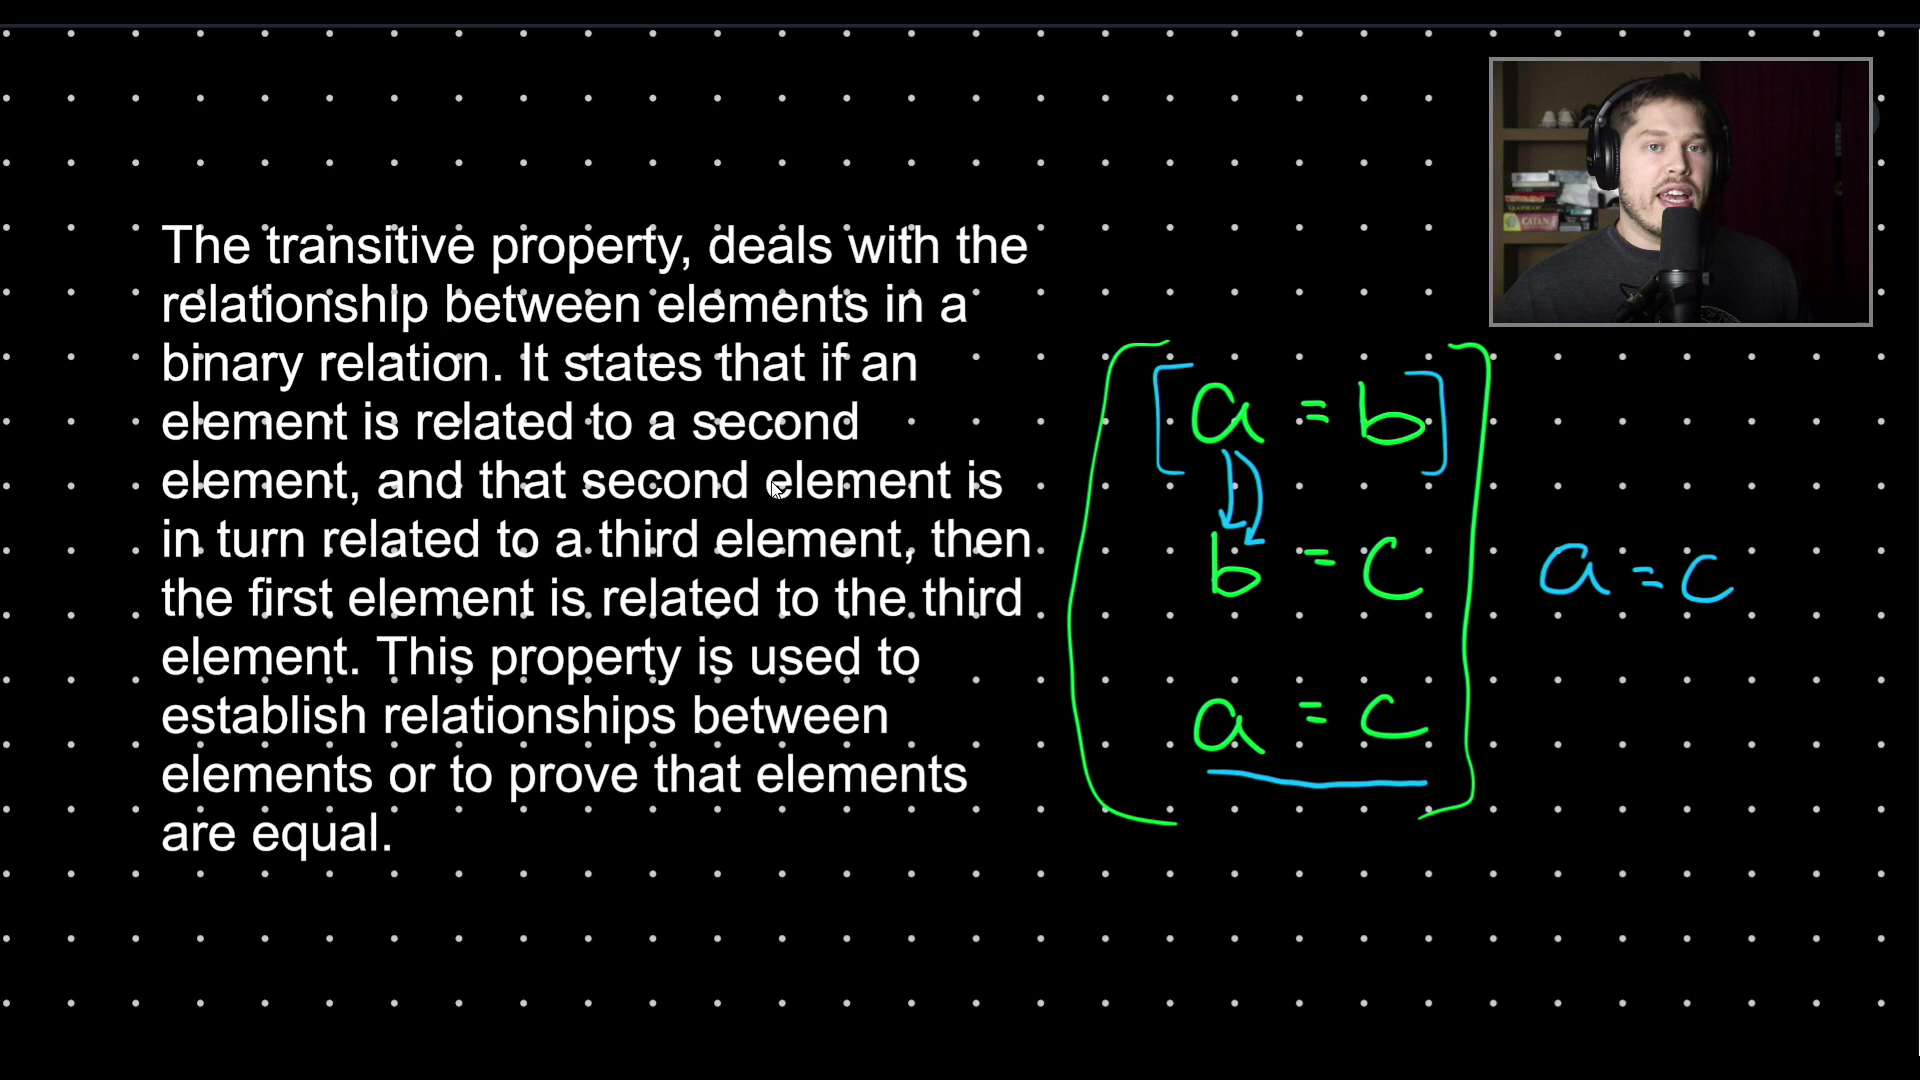 The transitive property, deals with the
relationship between elements in a
binary relation. It states that if an
element is related to a second
element, and that second element is
in turn related to a third element, then
the first element is related to the third
element. This property is used to
establish relationships between
elements or to prove that elements
are equal.
[a = b]
b = c
a = c
a = c
CATAN